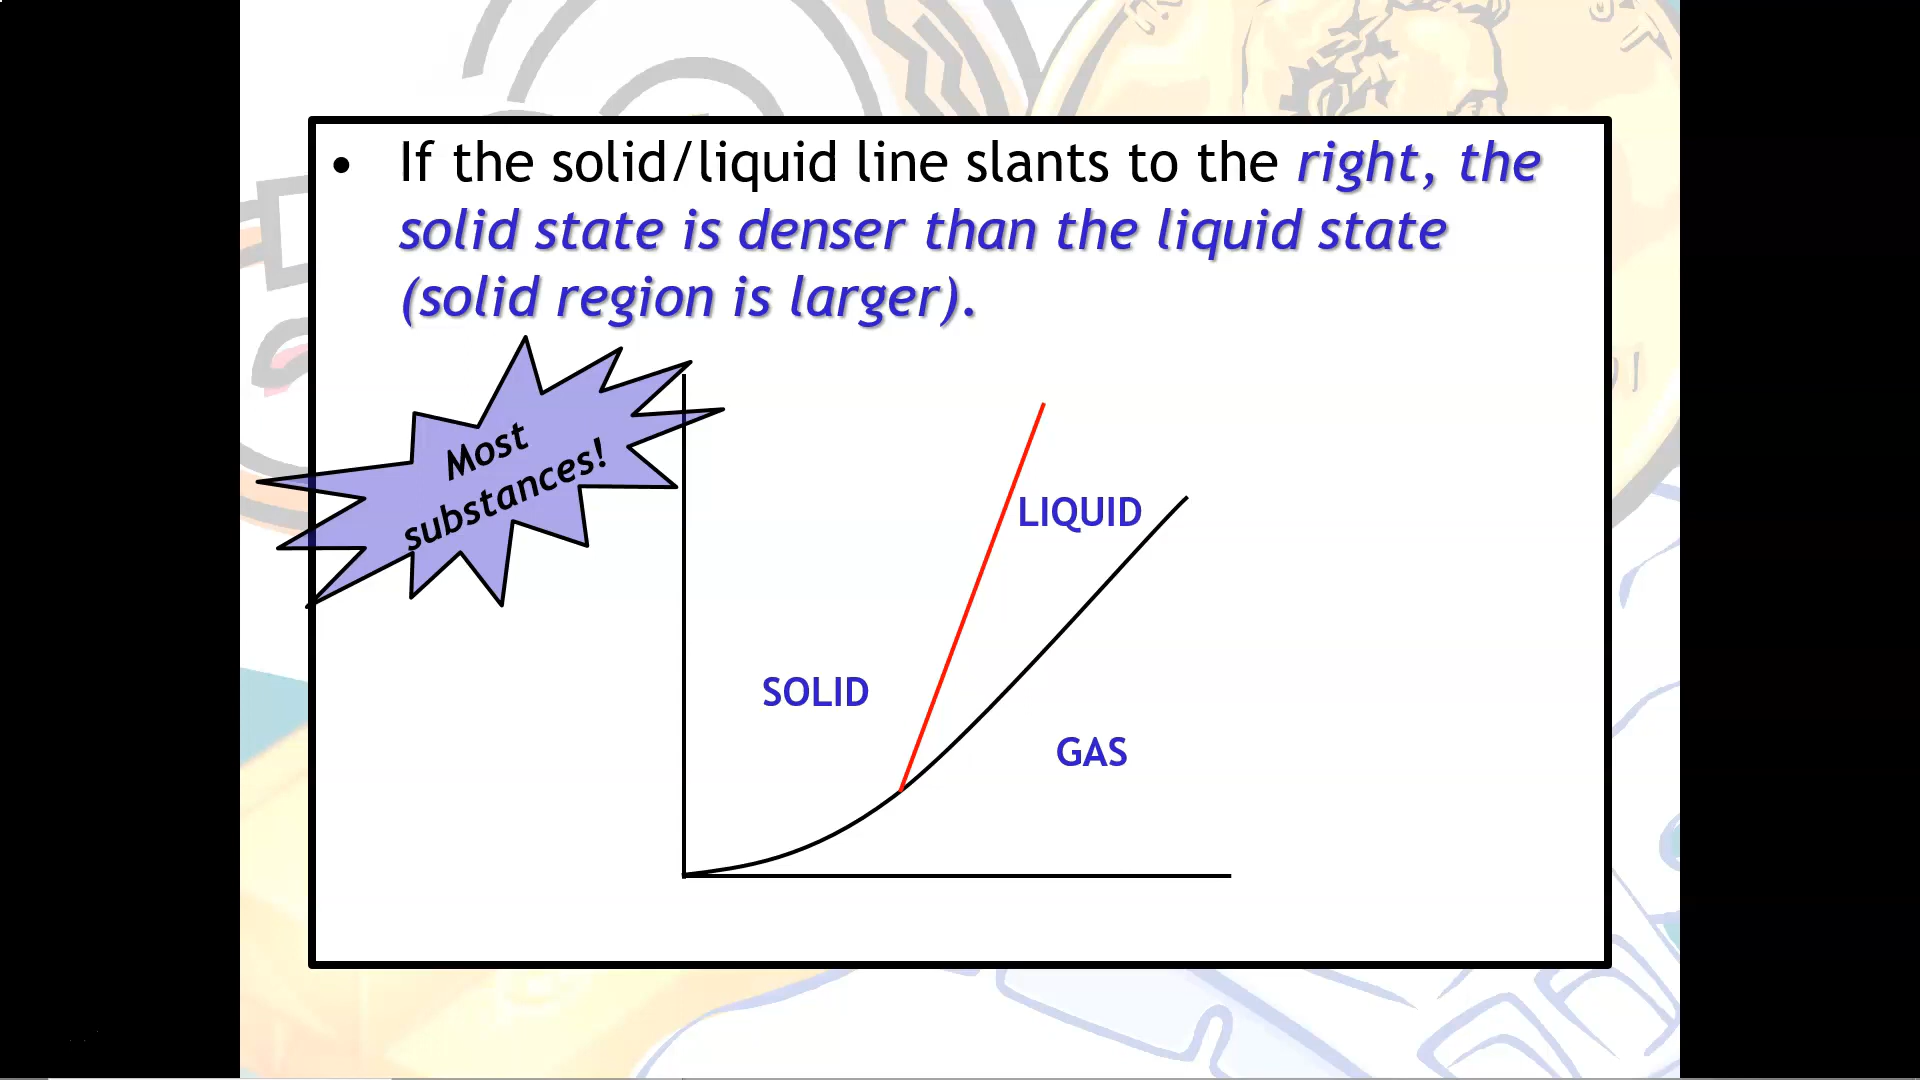 • If the solid/liquid line slants to the right, the
solid state is denser than the liquid state
(solid region is larger).
Most
substances!
LIQUID
SOLID
GAS